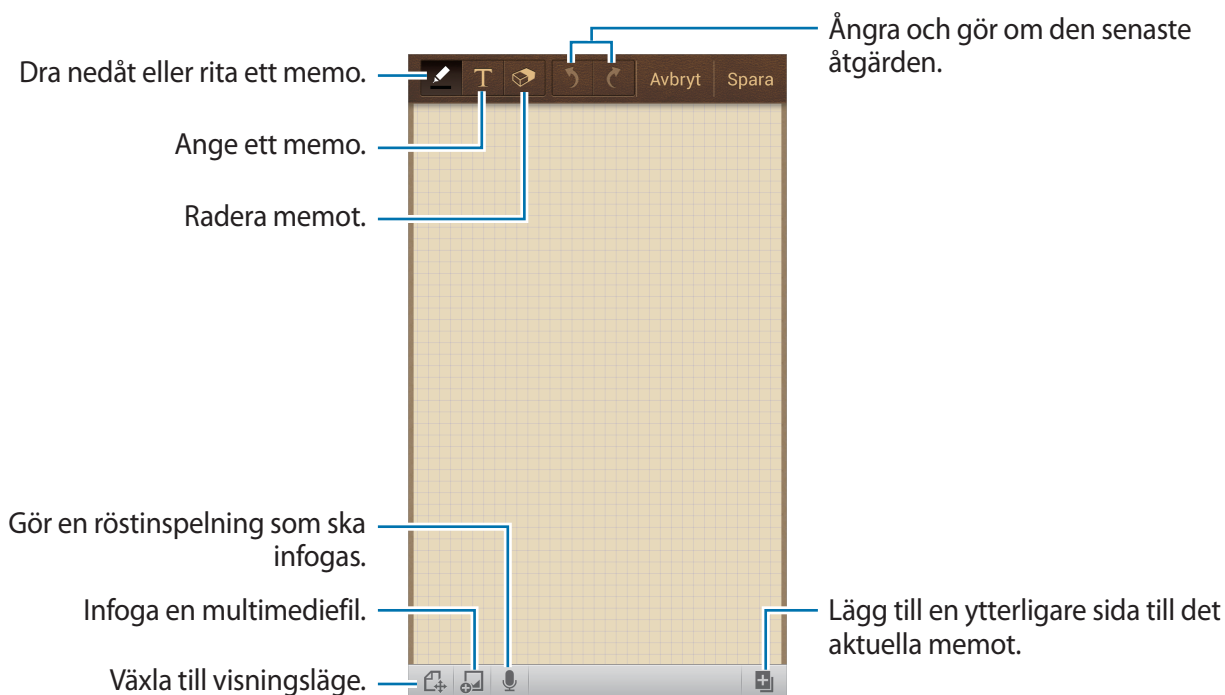 Ångra och gör om den senaste
åtgärden.
Dra nedåt eller rita ett memo.
T
Avbryt
Spara
Ange ett memo.
Radera memot.
Gör en röstinspelning som ska
infogas.
Infoga en multimediefil.
Lägg till en ytterligare sida till det
aktuella memot.
Växla till visningsläge.